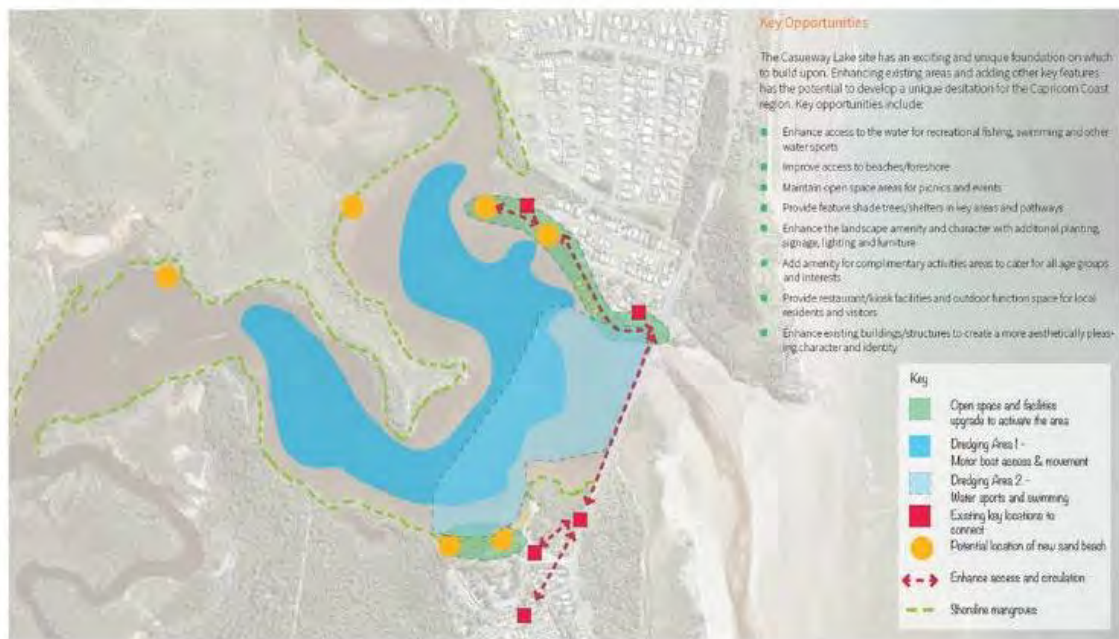 Key Opportunities
The Casueway Lake site has an exciting and unique foundation on which
to build upon. Enhancing existing areas and adding other key features
has the potential to develop a unique desitation for the Capricorn Coast
region. Key opportunities include:
Enhance access to the water for recreational fishing, swimming and other
water sports
Improve access to beaches/foreshore
Maintain open space areas for picnics and events
Provide feature shade trees/shelters in key areas and pathways
Enhance the landscape amenity and character with additional planting,
signage, lighting and furniture
Add amenity for complimentary activities areas to cater for all age groups
and interests
Provide restaurant/kiosk facilities and outdoor function space for local
residents and visitors
Enhance existing buildings/structures to create a more aesthetically pleas-
ing character and identity
Key
Open space and facilities
upgrade to activate the area
Dredging Area 1 -
Motor boat access & movement
Dredging Area 2 -
Water sports and swimming
Existing key locations to
connect
Potential location of new sand beach
Enhance access and circulation
Shoreline mangroves